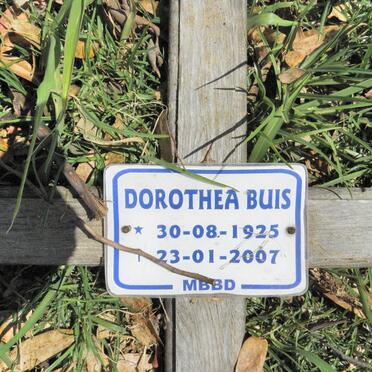 DOROTHEA BUIS
* 30-08-1925
† 23-01-2007
MBBD